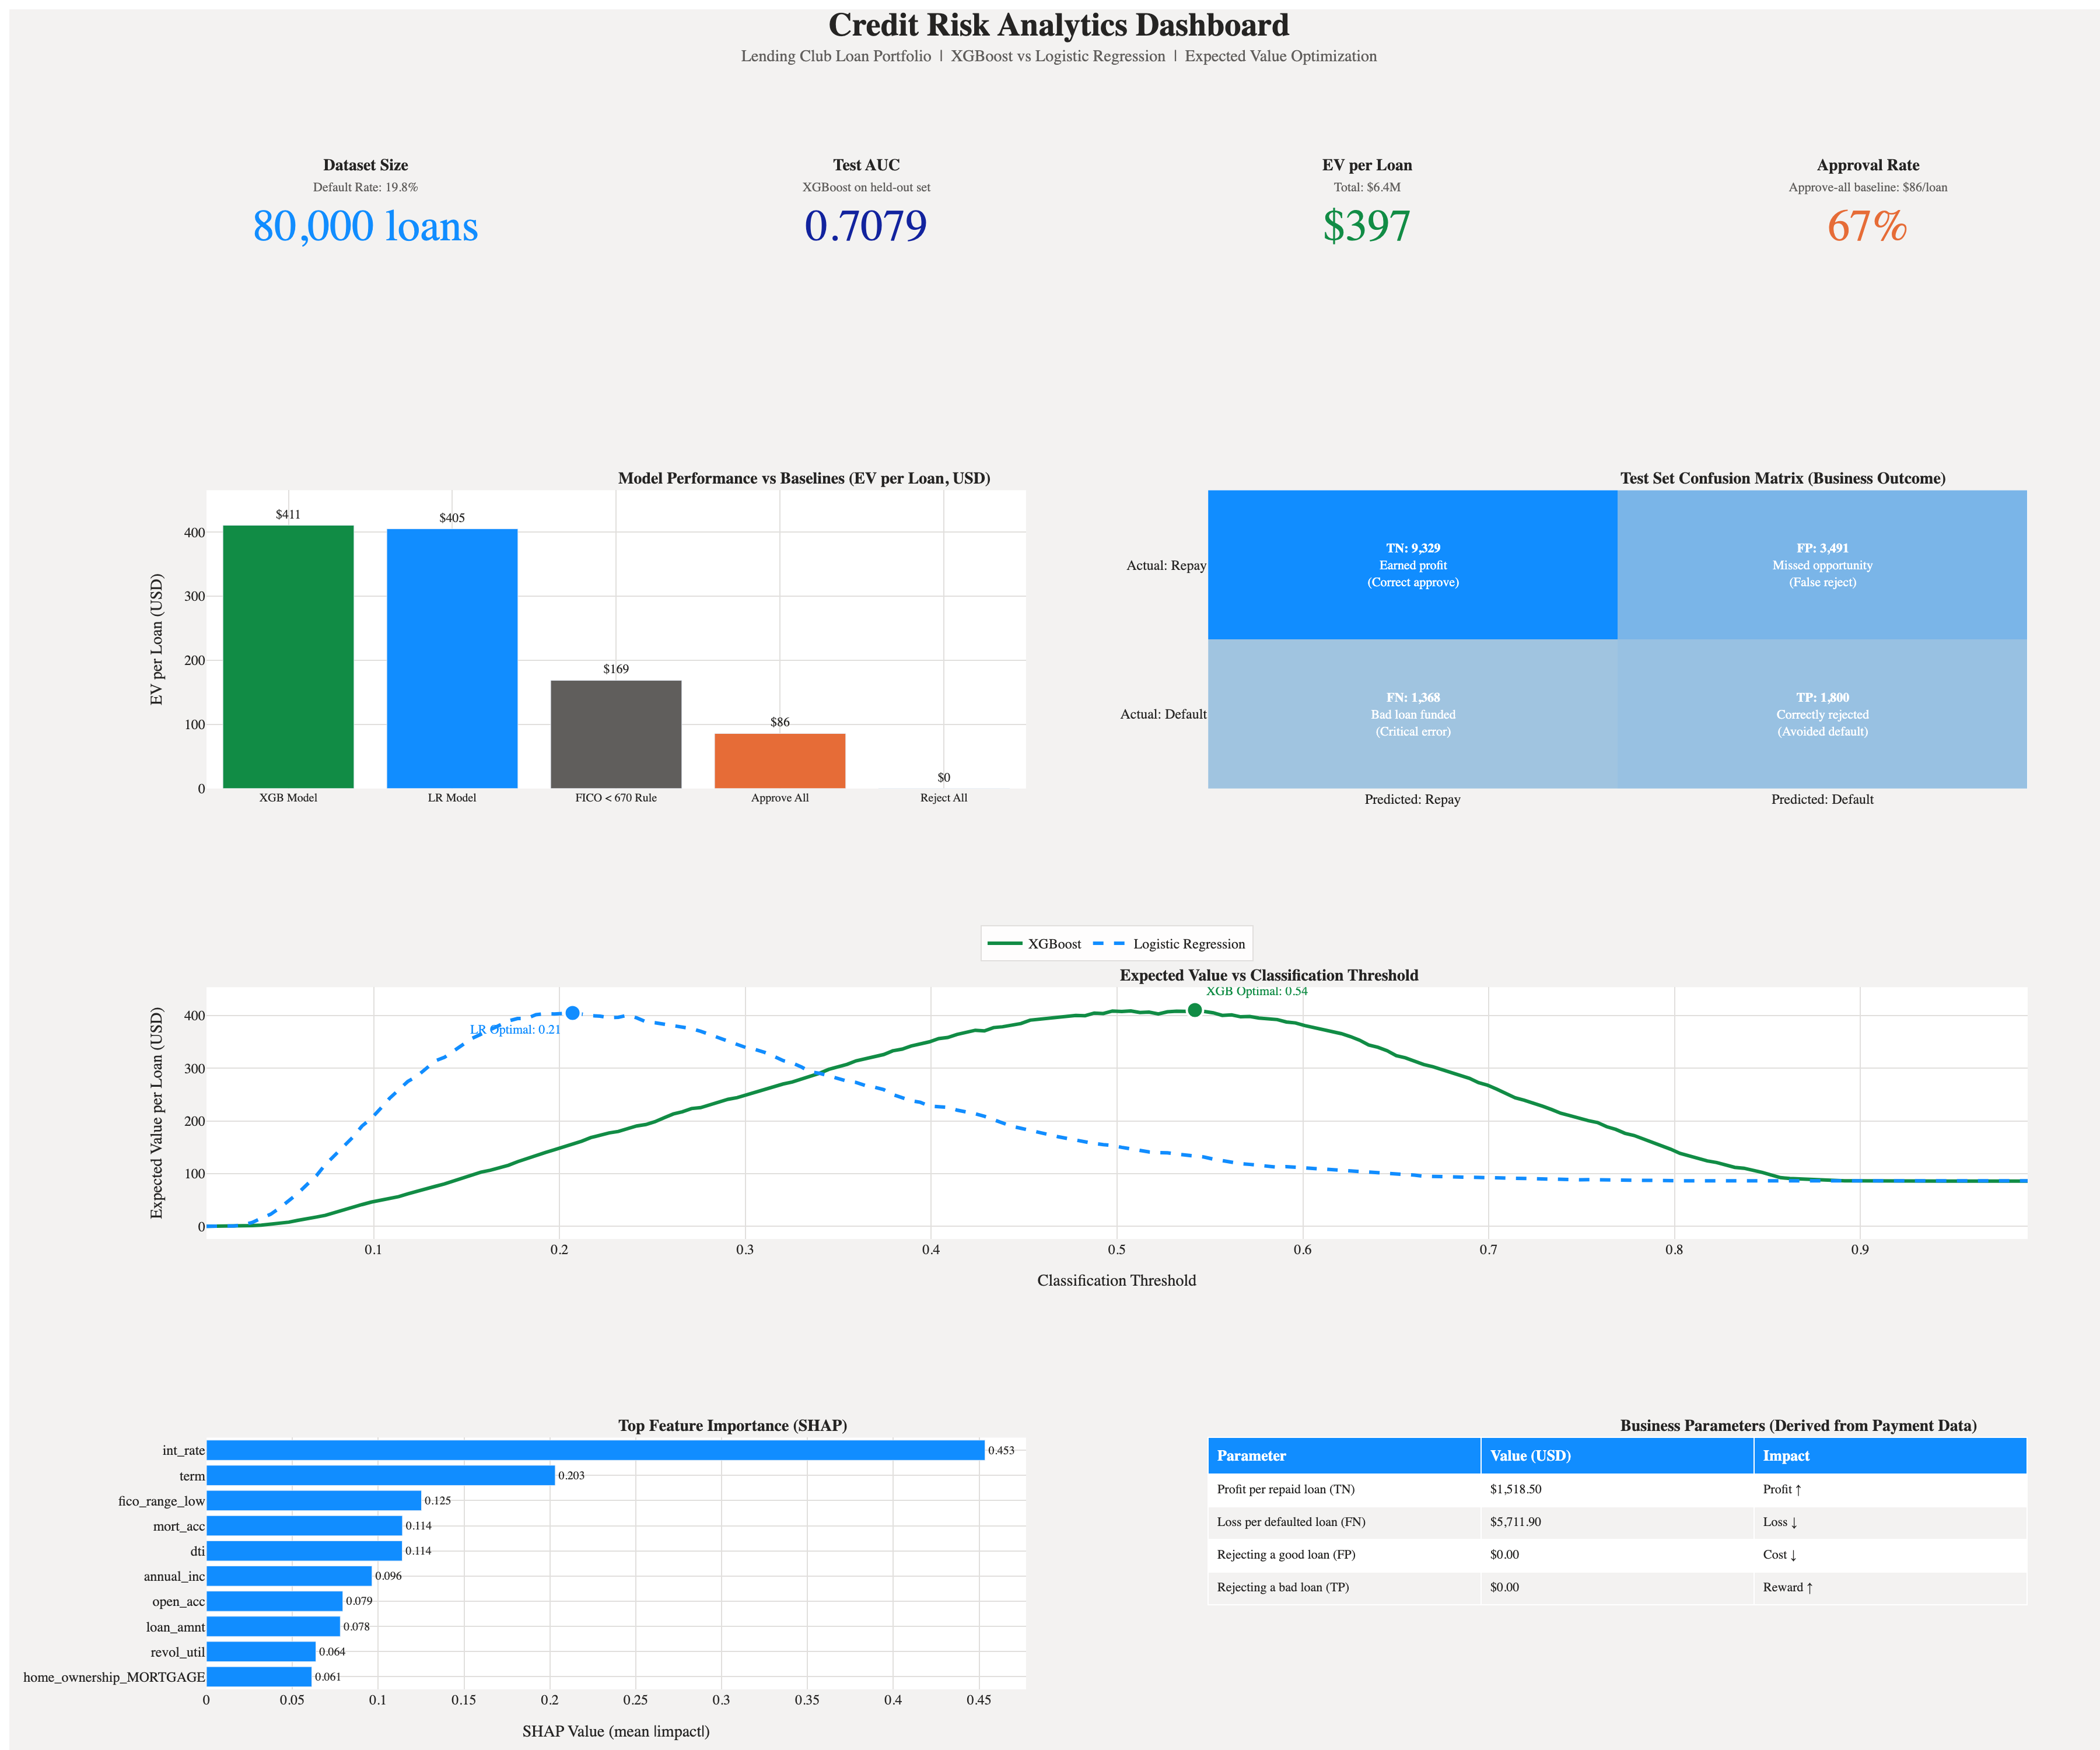 Credit Risk Analytics Dashboard
Lending Club Loan Portfolio | XGBoost vs Logistic Regression | Expected Value Optimization
Dataset Size
Default Rate: 19.8%
80,000 loans
Test AUC
XGBoost on held-out set
0.7079
EV per Loan
Total: $6.4M
$397
Approval Rate
Approve-all baseline: $86/loan
67%
Model Performance vs Baselines (EV per Loan, USD)
EV per Loan (USD)
400
300
200
100
0
$411
$405
$169
$86
$0
XGB Model
LR Model
FICO < 670 Rule
Approve All
Reject All
Test Set Confusion Matrix (Business Outcome)
Actual: Repay
Actual: Default
TN: 9,329
Earned profit
(Correct approve)
FP: 3,491
Missed opportunity
(False reject)
FN: 1,368
Bad loan funded
(Critical error)
TP: 1,800
Correctly rejected
(Avoided default)
Predicted: Repay
Predicted: Default
XGBoost
Logistic Regression
Expected Value vs Classification Threshold
Expected Value per Loan (USD)
400
300
200
100
0
LR Optimal: 0.21
XGB Optimal: 0.54
0.1
0.2
0.3
0.4
0.5
0.6
0.7
0.8
0.9
Classification Threshold
Top Feature Importance (SHAP)
int_rate
0.453
term
0.203
fico_range_low
0.125
mort_acc
0.114
dti
0.114
annual_inc
0.096
open_acc
0.079
loan_amnt
0.078
revol_util
0.064
home_ownership_MORTGAGE
0.061
0
0.05
0.1
0.15
0.2
0.25
0.3
0.35
0.4
0.45
SHAP Value (mean |impact|)
Business Parameters (Derived from Payment Data)
Parameter Value (USD) Impact
Profit per repaid loan (TN) $1,518.50 Profit ↑
Loss per defaulted loan (FN) $5,711.90 Loss ↓
Rejecting a good loan (FP) $0.00 Cost ↓
Rejecting a bad loan (TP) $0.00 Reward ↑